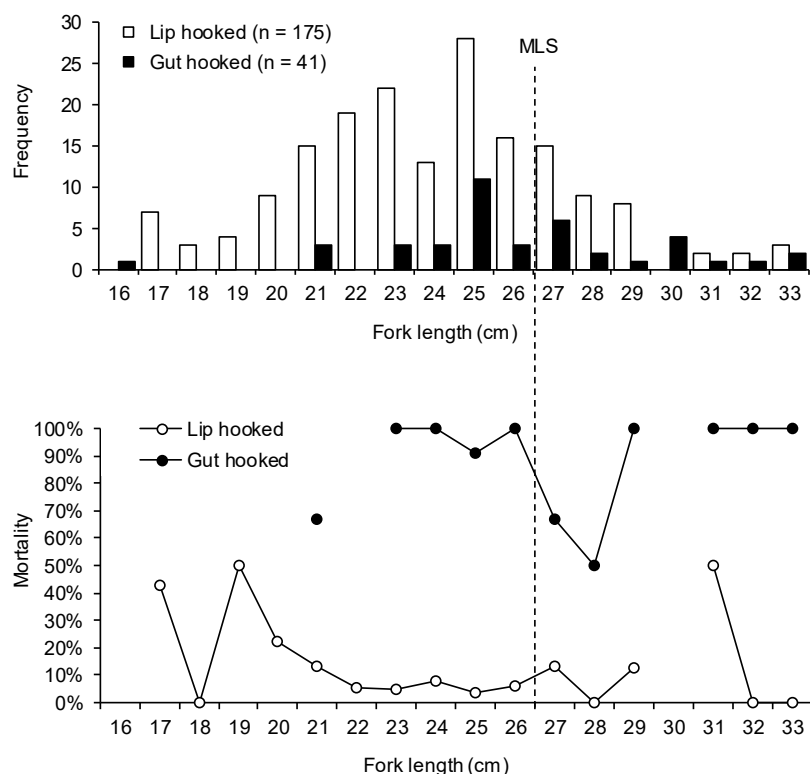 30
25
20
15
10
5
0
Frequency
Lip hooked (n = 175)
Gut hooked (n = 41)
MLS
16 17 18 19 20 21 22 23 24 25 26 27 28 29 30 31 32 33
Fork length (cm)
100%
90%
80%
70%
60%
50%
40%
30%
20%
10%
0%
Mortality
Lip hooked
Gut hooked
16 17 18 19 20 21 22 23 24 25 26 27 28 29 30 31 32 33
Fork length (cm)